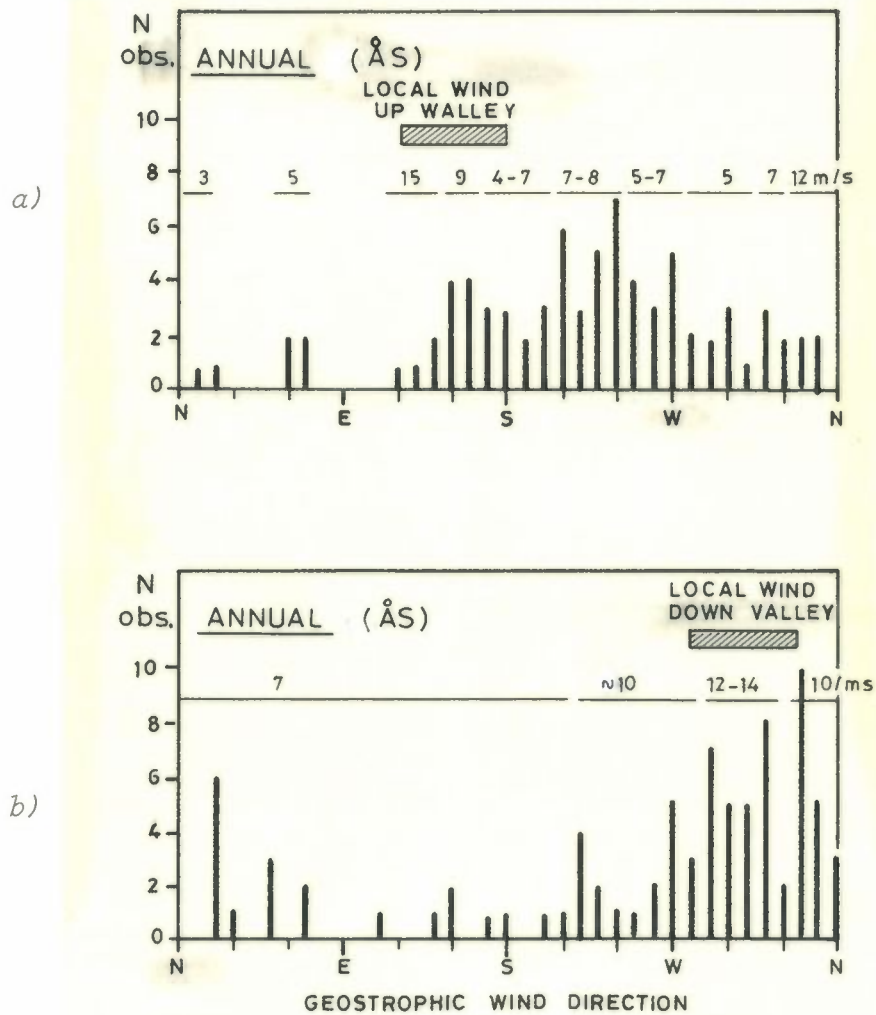 N
obs.
ANNUAL (ÅS)
LOCAL WIND
UP WALLEY
10
8
3 5 15 9 4-7 7-8 5-7 5 7 12 m/s
a)
6
4
2
0
N E S W N
N
obs.
ANNUAL (ÅS)
LOCAL WIND
DOWN VALLEY
10
7 ~10 12-14 10/ms
8
6
b)
4
2
0
N E S W N
GEOSTROPHIC WIND DIRECTION